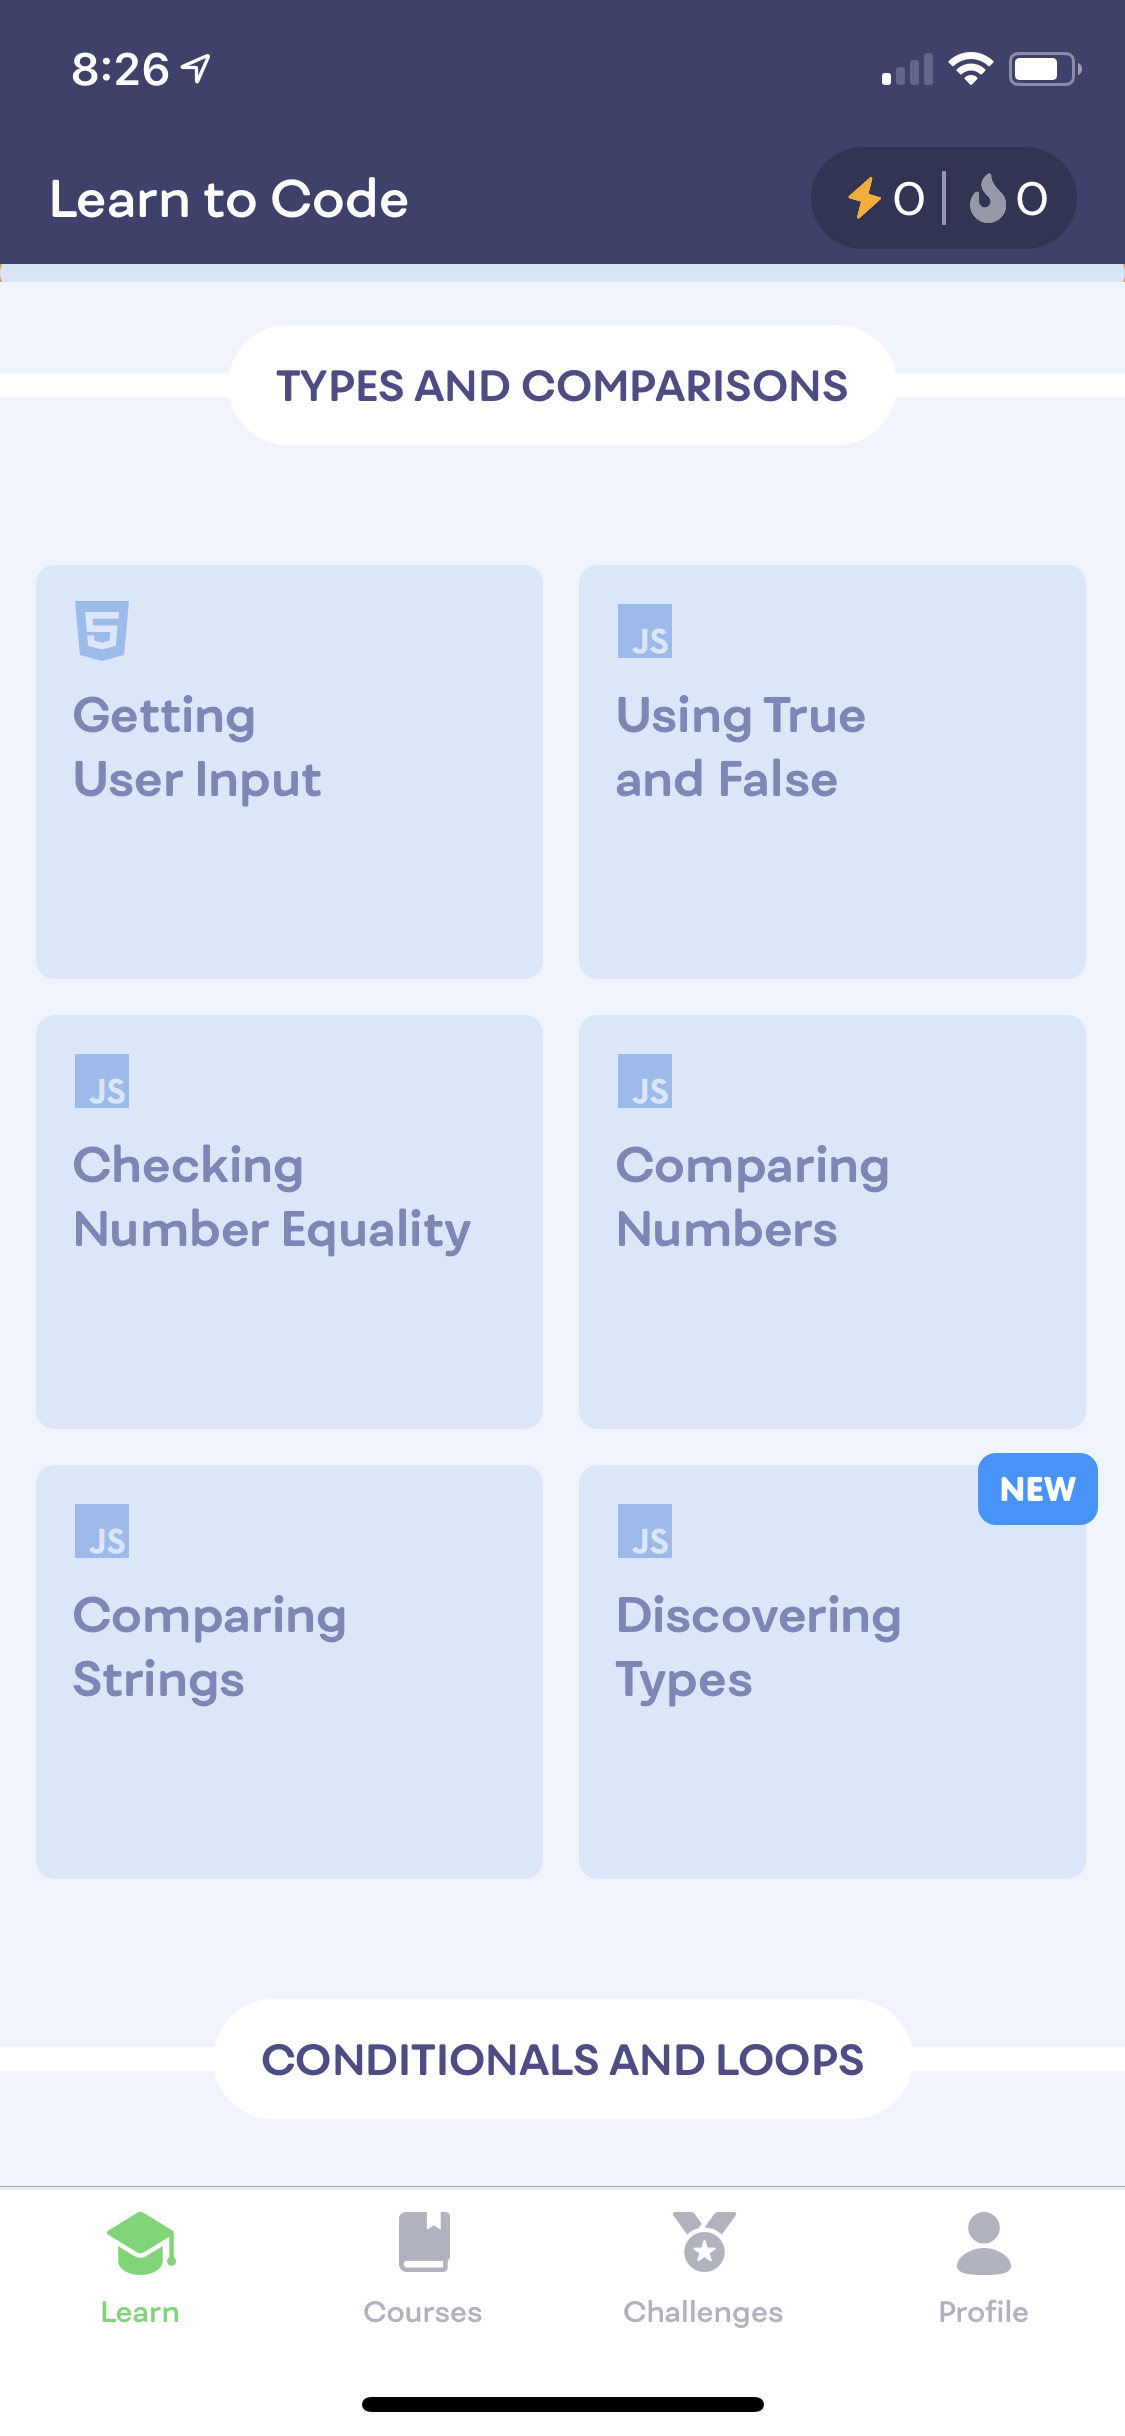 8:26
Learn to Code
0 | 0
TYPES AND COMPARISONS
Getting
User Input
JS
Using True
and False
JS
Checking
Number Equality
JS
Comparing
Numbers
JS
Comparing
Strings
NEW
JS
Discovering
Types
CONDITIONALS AND LOOPS
Learn
Courses
Challenges
Profile